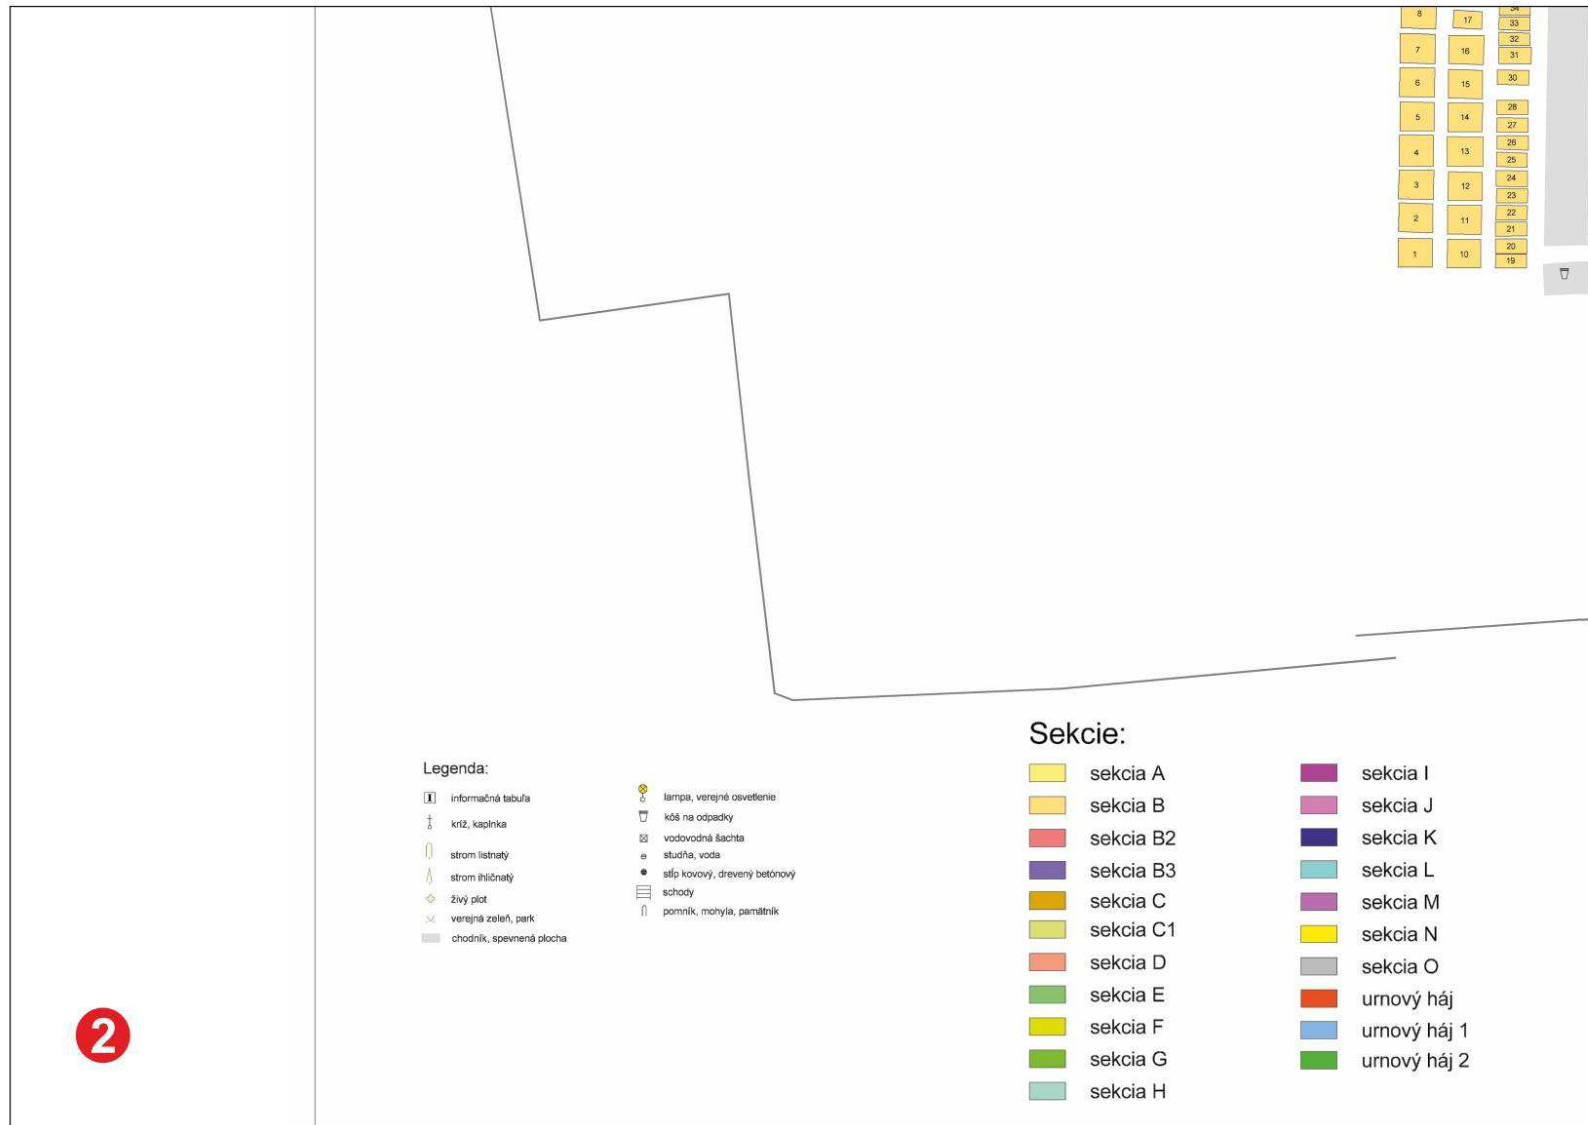 8 17 34
33
7 16 32
31
6 15 30
5 14 28
27
4 13 26
25
3 12 24
23
2 11 22
21
1 10 20
19
Sekcie:
sekcia A
sekcia B
sekcia B2
sekcia B3
sekcia C
sekcia C1
sekcia D
sekcia E
sekcia F
sekcia G
sekcia H
sekcia I
sekcia J
sekcia K
sekcia L
sekcia M
sekcia N
sekcia O
urnový háj
urnový háj 1
urnový háj 2
Legenda:
informačná tabuľa
kríž, kaplnka
strom listnatý
strom ihličnatý
živý plot
verejná zeleň, park
chodník, spevnená plocha
lampa, verejné osvetlenie
kôš na odpadky
vodovodná šachta
studňa, voda
stĺp kovový, drevený betónový
schody
pomník, mohyla, pamätník
2